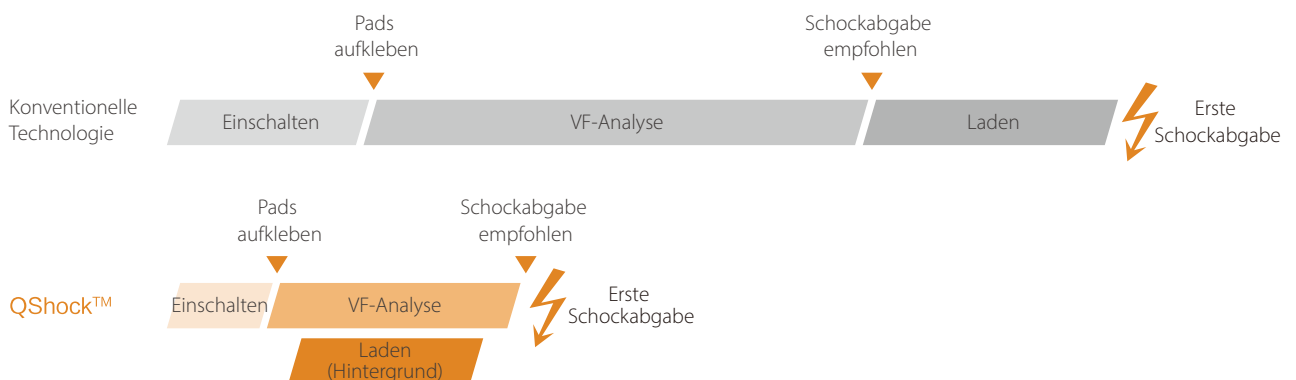 Pads
aufkleben
Schockabgabe
empfohlen
Konventionelle
Technologie
Einschalten
VF-Analyse
Laden
Erste
Schockabgabe
Pads
aufkleben
Schockabgabe
empfohlen
QShock™
Einschalten
VF-Analyse
Erste
Schockabgabe
Laden
(Hintergrund)